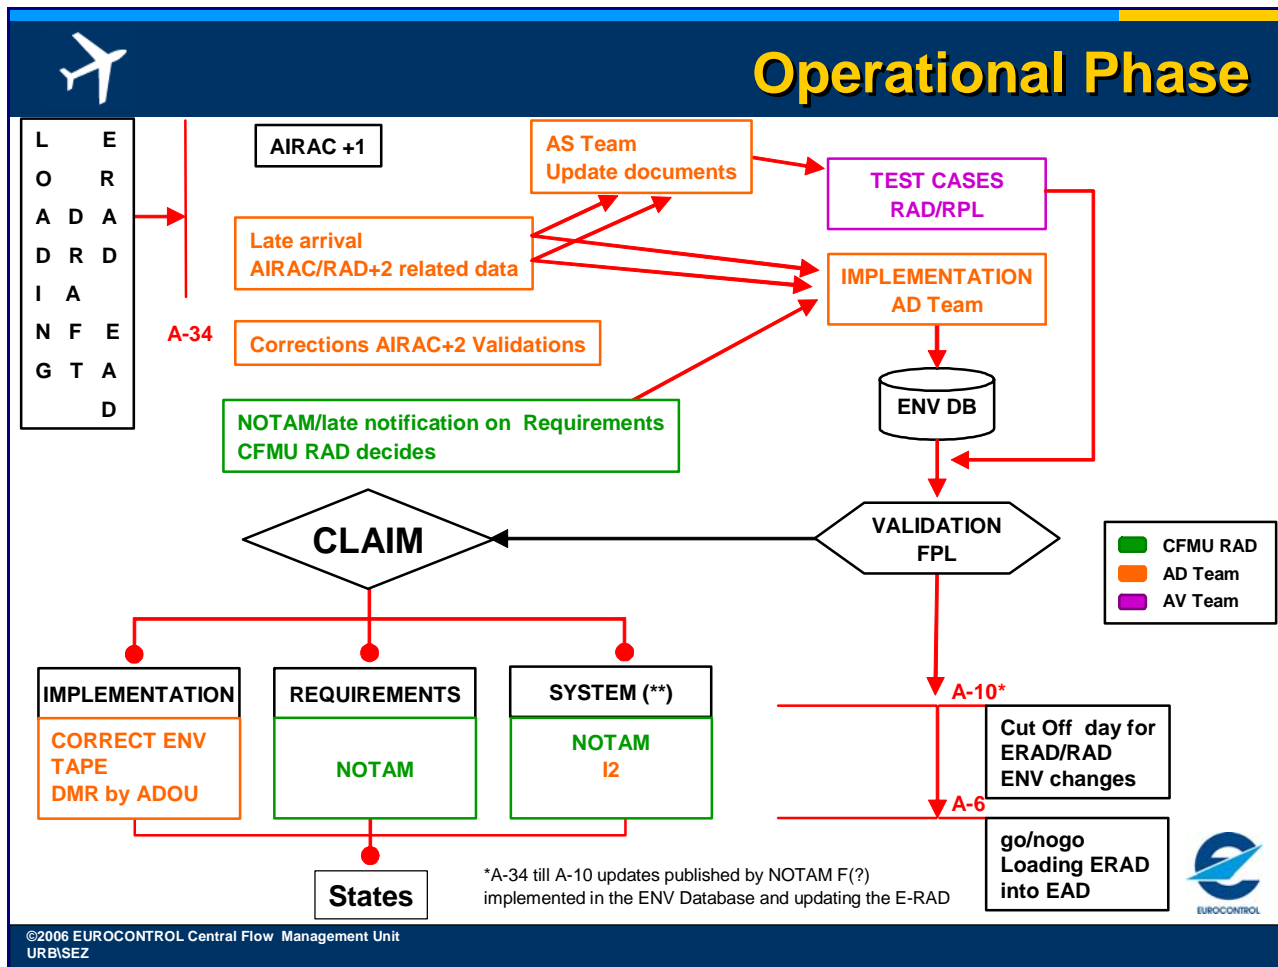 Operational Phase
L E
O R
A D A
D R D
I A
N F E
G T A
D
A-34
AIRAC +1
AS Team
Update documents
TEST CASES
RAD/RPL
Late arrival
AIRAC/RAD+2 related data
IMPLEMENTATION
AD Team
Corrections AIRAC+2 Validations
ENV DB
NOTAM/late notification on Requirements
CFMU RAD decides
CLAIM
VALIDATION
FPL
CFMU RAD
AD Team
AV Team
IMPLEMENTATION
CORRECT ENV
TAPE
DMR by ADOU
REQUIREMENTS
NOTAM
SYSTEM (**)
NOTAM
I2
A-10*
Cut Off day for
ERAD/RAD
ENV changes
A-6
go/nogo
Loading ERAD
into EAD
States
*A-34 till A-10 updates published by NOTAM F(?)
implemented in the ENV Database and updating the E-RAD
EUROCONTROL
©2006 EUROCONTROL Central Flow Management Unit
URB\SEZ